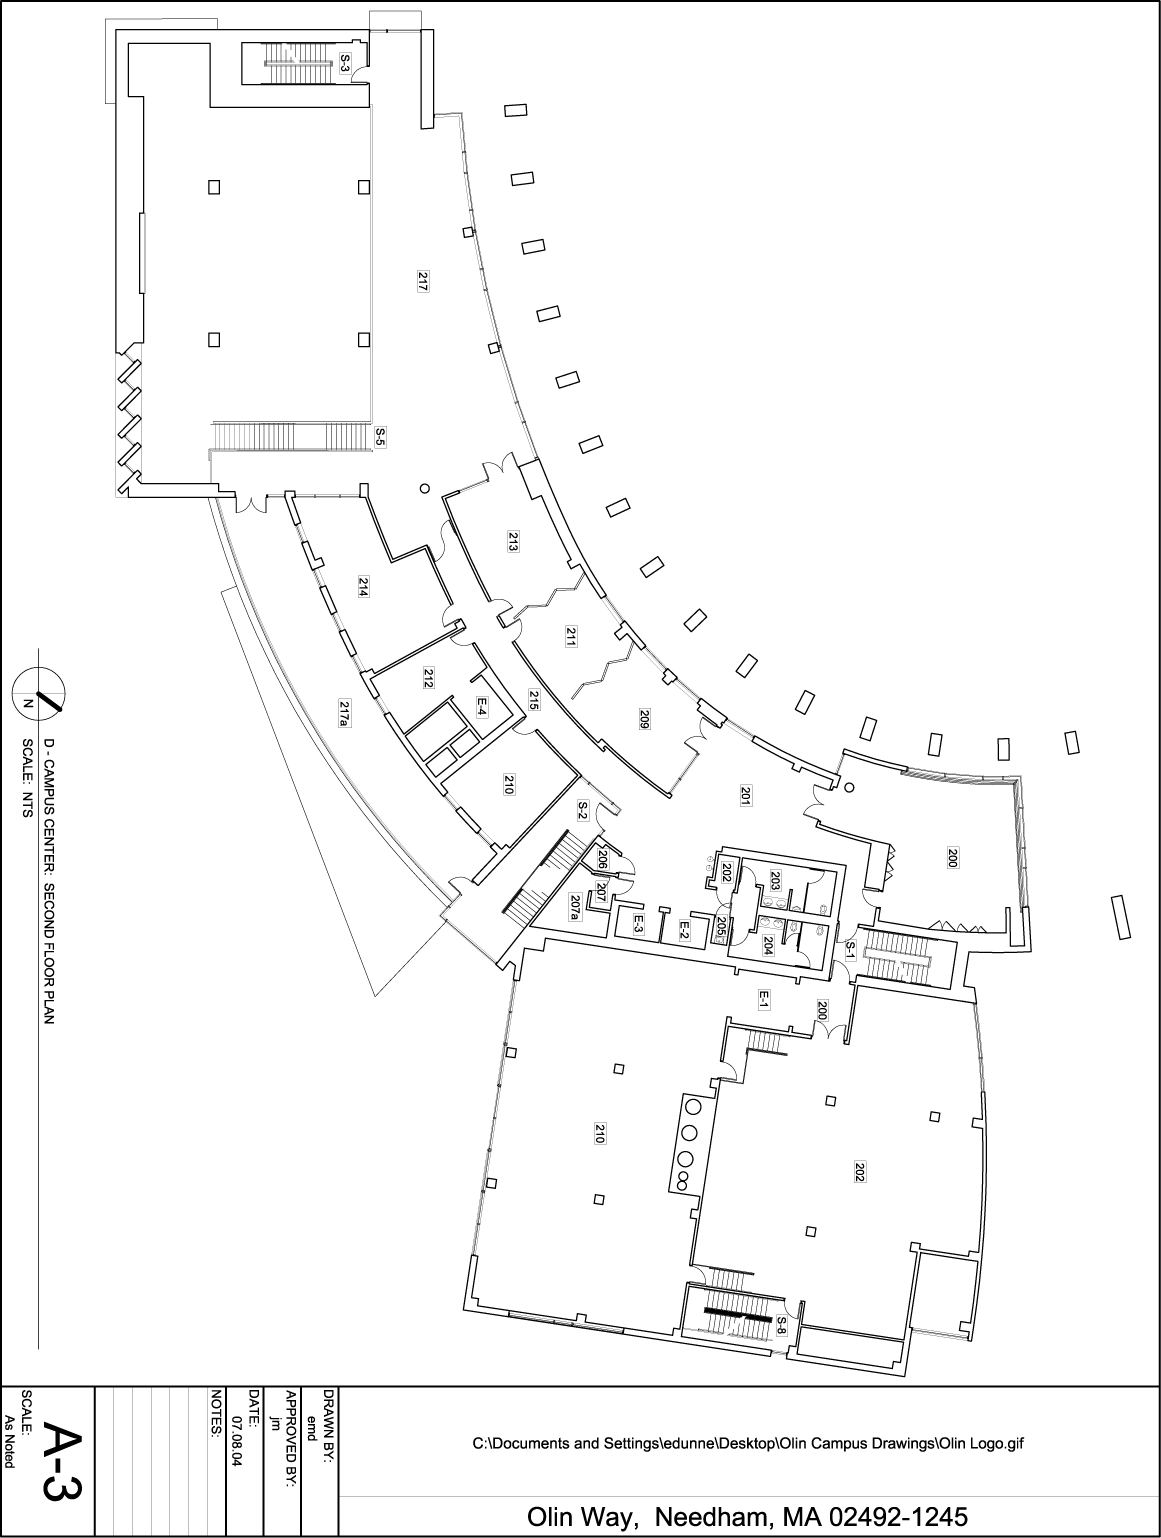 S-3
217
S-5
213
214
211
212
E-4
215
209
217a
210
S-2
201
200
206
202
203
207
207a
205
E-3
E-2
204
S-1
E-1
200
210
202
S-8
N
D - CAMPUS CENTER: SECOND FLOOR PLAN
SCALE: NTS
DRAWN BY:
emd
APPROVED BY:
jm
DATE:
07.08.04
NOTES:
A-3
SCALE:
As Noted
C:\Documents and Settings\edunne\Desktop\Olin Campus Drawings\Olin Logo.gif
Olin Way, Needham, MA 02492-1245